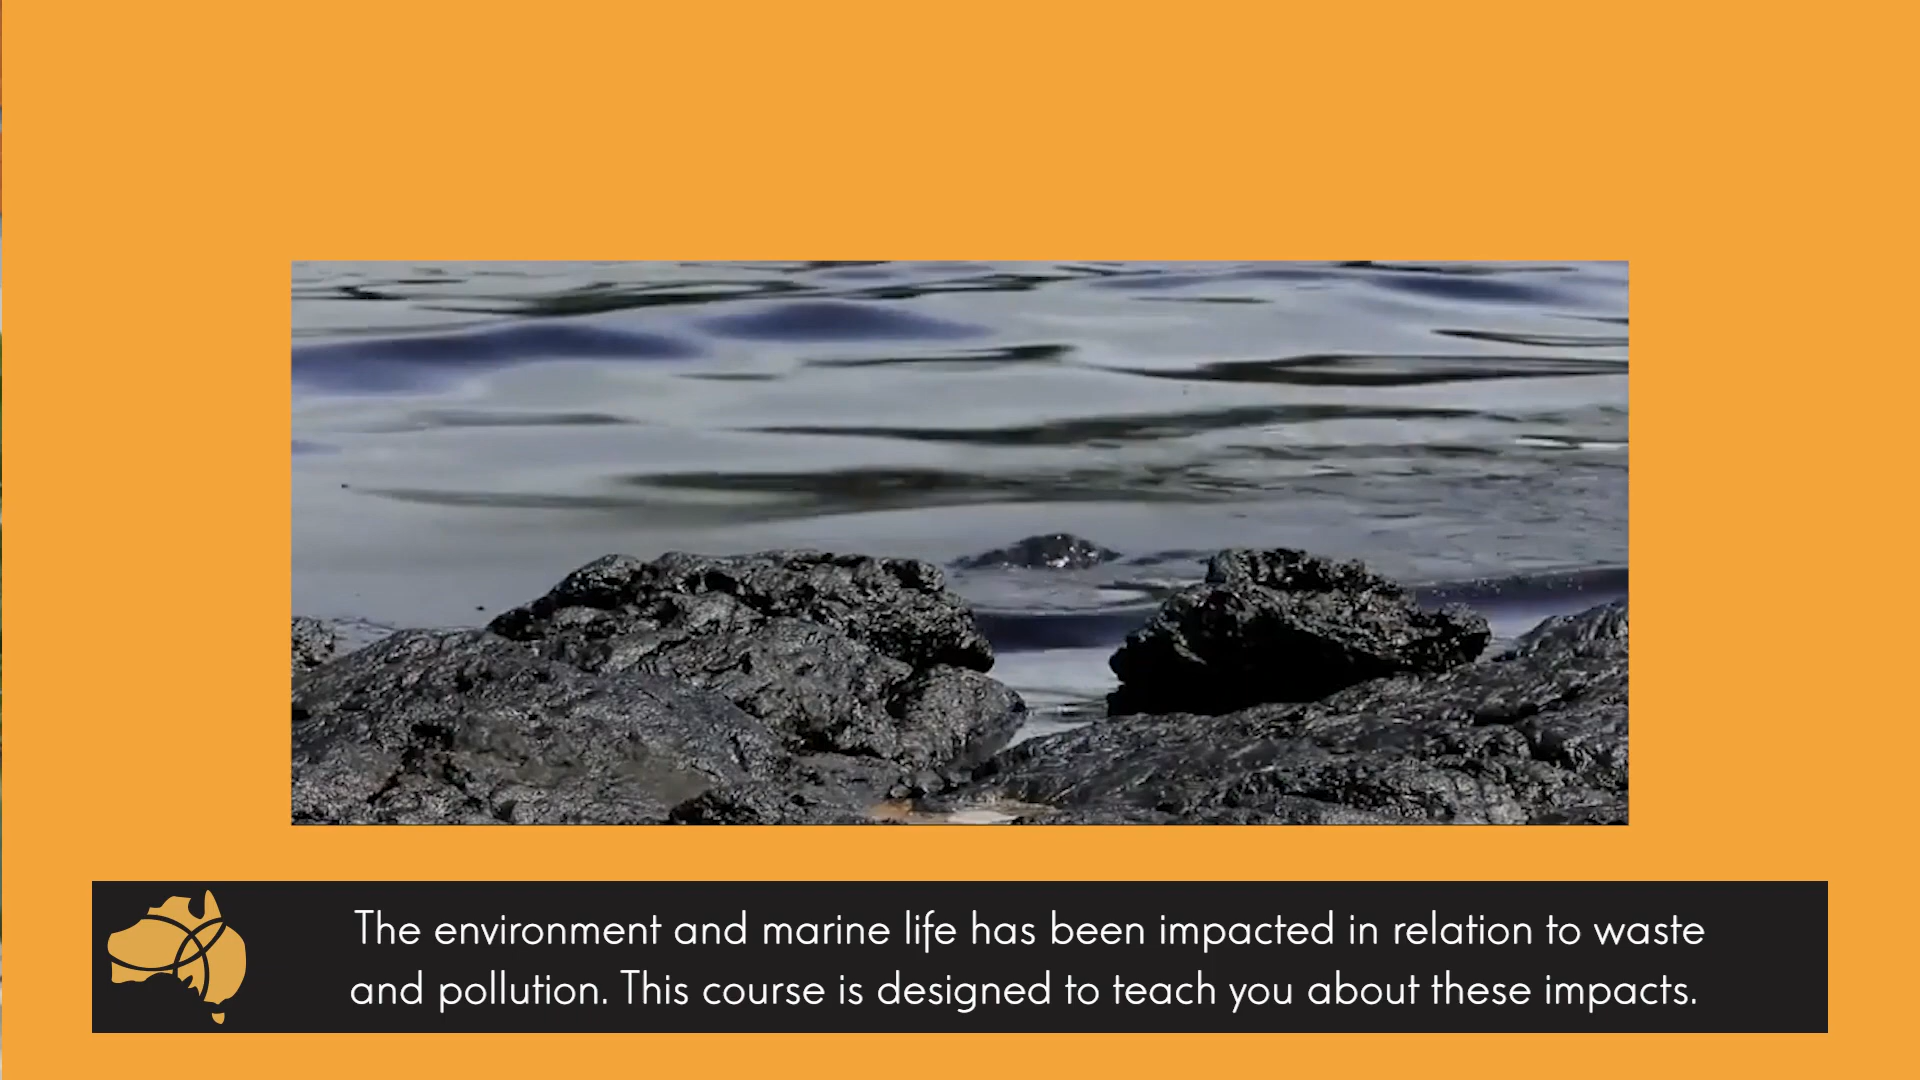 The environment and marine life has been impacted in relation to waste
and pollution. This course is designed to teach you about these impacts.